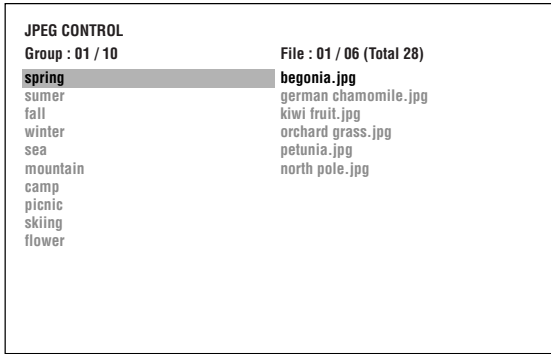 JPEG CONTROL
Group : 01 / 10
spring
sumer
fall
winter
sea
mountain
camp
picnic
skiing
flower
File : 01 / 06 (Total 28)
begonia.jpg
german chamomile.jpg
kiwi fruit.jpg
orchard grass.jpg
petunia.jpg
north pole.jpg